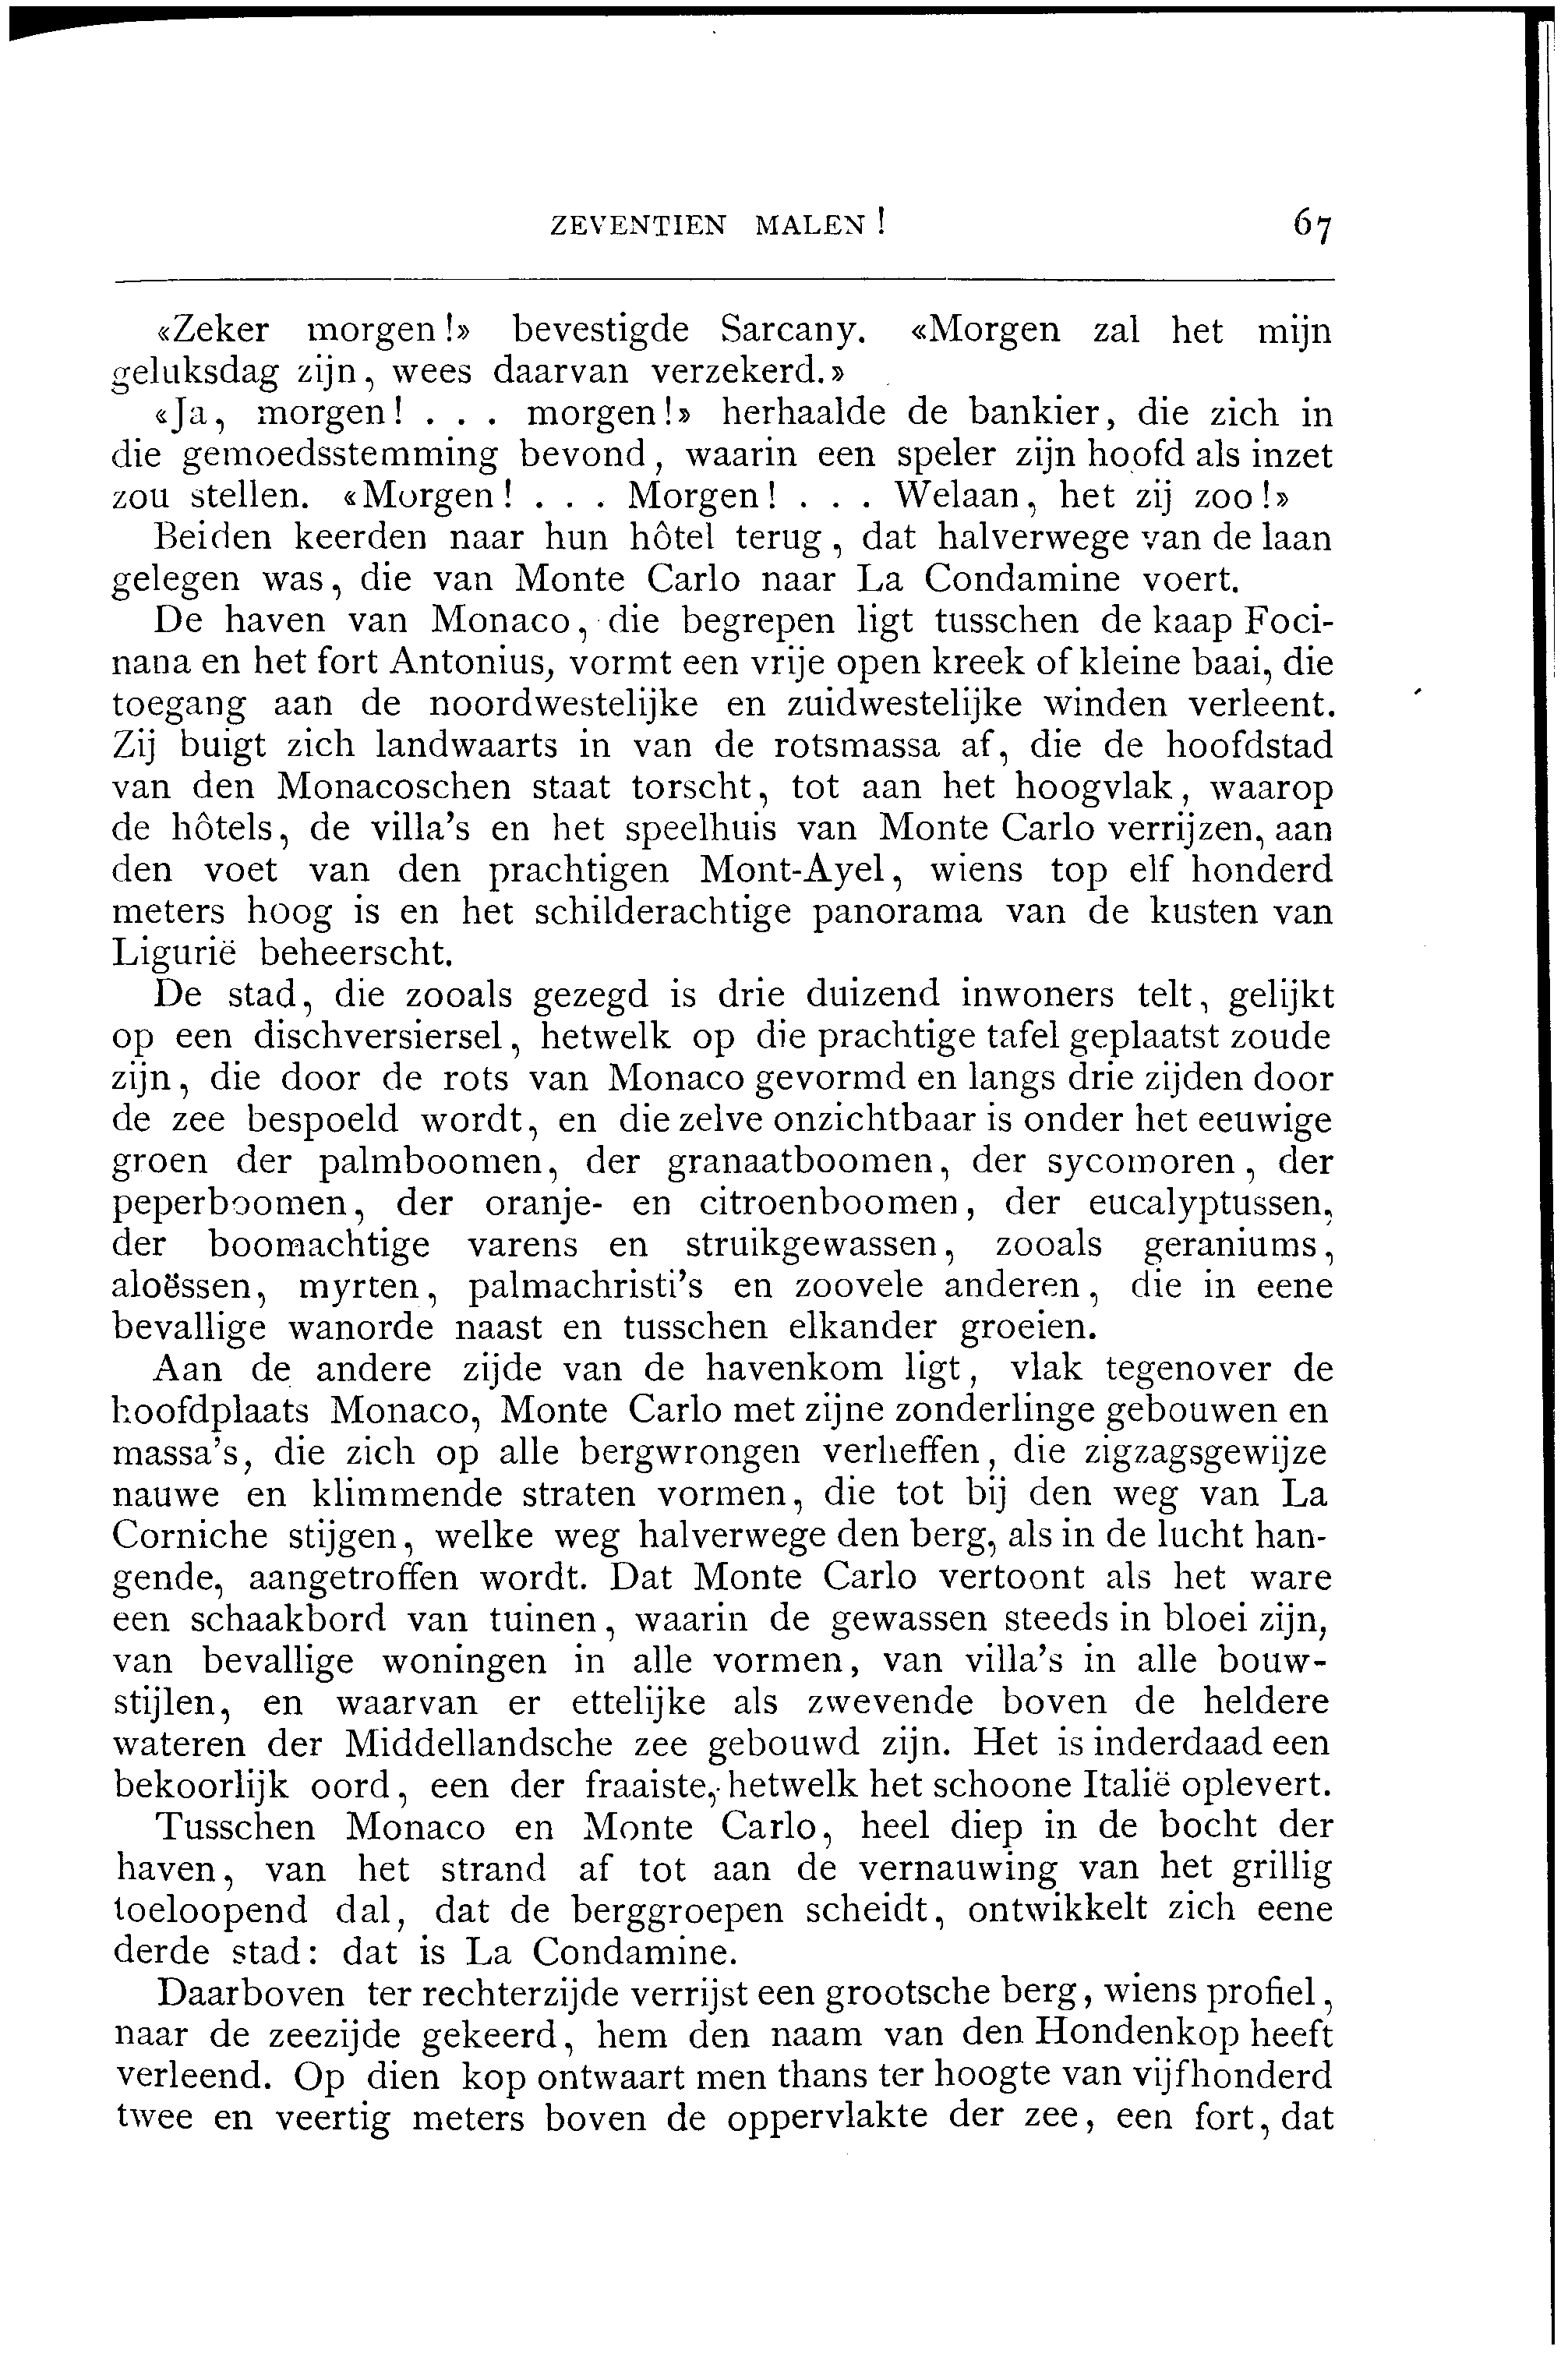 ZEVENTIEN MALEN! 67
«Zeker morgen!» bevestigde Sarcany. «Morgen zal het mijn
geluksdag zijn, wees daarvan verzekerd.»
«Ja, morgen! . . . morgen!» herhaalde de bankier, die zich in
die gemoedsstemming bevond, waarin een speler zijn hoofd als inzet
zou stellen. «Morgen! . . . Morgen! . . . Welaan, het zij zoo!»
Beiden keerden naar hun hôtel terug, dat halverwege van de laan
gelegen was, die van Monte Carlo naar La Condamine voert.
De haven van Monaco, die begrepen ligt tusschen de kaap Foci-
nana en het fort Antonius, vormt een vrije open kreek of kleine baai, die
toegang aan de noordwestelijke en zuidwestelijke winden verleent.
Zij buigt zich landwaarts in van de rotsmassa af, die de hoofdstad
van den Monacoschen staat torscht, tot aan het hoogvlak, waarop
de hôtels, de villa's en het speelhuis van Monte Carlo verrijzen, aan
den voet van den prachtigen Mont-Ayel, wiens top elf honderd
meters hoog is en het schilderachtige panorama van de kusten van
Ligurië beheerscht.
De stad, die zooals gezegd is drie duizend inwoners telt, gelijkt
op een dischversiersel, hetwelk op die prachtige tafel geplaatst zoude
zijn, die door de rots van Monaco gevormd en langs drie zijden door
de zee bespoeld wordt, en die zelve onzichtbaar is onder het eeuwige
groen der palmboomen, der granaatboomen, der sycomoren, der
peperboomen, der oranje- en citroenboomen, der eucalyptussen,
der boomachtige varens en struikgewassen, zooals geraniums,
aloëssen, myrten, palmachristi's en zoovele anderen, die in eene
bevallige wanorde naast en tusschen elkander groeien.
Aan de andere zijde van de havenkom ligt, vlak tegenover de
hoofdplaats Monaco, Monte Carlo met zijne zonderlinge gebouwen en
massa's, die zich op alle bergwrongen verheffen, die zigzagsgewijze
nauwe en klimmende straten vormen, die tot bij den weg van La
Corniche stijgen, welke weg halverwege den berg, als in de lucht han-
gende, aangetroffen wordt. Dat Monte Carlo vertoont als het ware
een schaakbord van tuinen, waarin de gewassen steeds in bloei zijn,
van bevallige woningen in alle vormen, van villa's in alle bouw-
stijlen, en waarvan er ettelijke als zwevende boven de heldere
wateren der Middellandsche zee gebouwd zijn. Het is inderdaad een
bekoorlijk oord, een der fraaiste, hetwelk het schoone Italië oplevert.
Tusschen Monaco en Monte Carlo, heel diep in de bocht der
haven, van het strand af tot aan de vernauwing van het grillig
toeloopend dal, dat de berggroepen scheidt, ontwikkelt zich eene
derde stad: dat is La Condamine.
Daarboven ter rechterzijde verrijst een grootsche berg, wiens profiel,
naar de zeezijde gekeerd, hem den naam van den Hondenkop heeft
verleend. Op dien kop ontwaart men thans ter hoogte van vijfhonderd
twee en veertig meters boven de oppervlakte der zee, een fort, dat